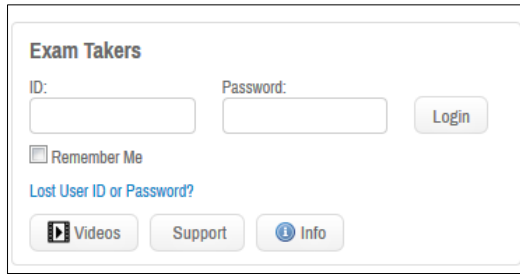 Exam Takers
ID: Password:
Login
Remember Me
Lost User ID or Password?
Videos Support Info